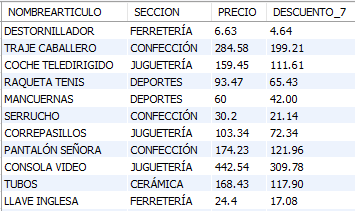 NOMBREARTICULO SECCION PRECIO DESCUENTO_7
DESTORNILLADOR FERRETERÍA 6.63 4.64
TRAJE CABALLERO CONFECCIÓN 284.58 199.21
COCHE TELEDIRIGIDO JUGUETERÍA 159.45 111.61
RAQUETA TENIS DEPORTES 93.47 65.43
MANCUERNAS DEPORTES 60 42.00
SERRUCHO CONFECCIÓN 30.2 21.14
CORREPASILLOS JUGUETERÍA 103.34 72.34
PANTALÓN SEÑORA CONFECCIÓN 174.23 121.96
CONSOLA VIDEO JUGUETERÍA 442.54 309.78
TUBOS CERÁMICA 168.43 117.90
LLAVE INGLESA FERRETERÍA 24.4 17.08